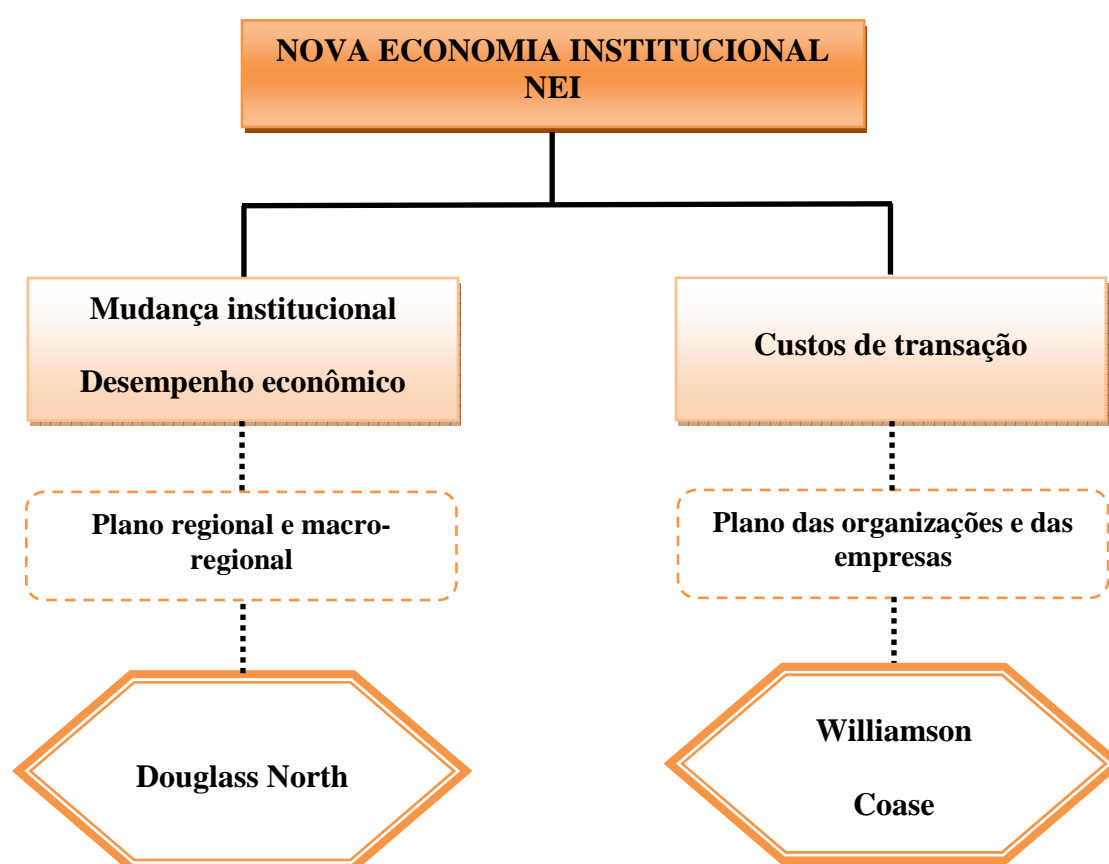 NOVA ECONOMIA INSTITUCIONAL
NEI
Mudança institucional
Desempenho econômico
Custos de transação
Plano regional e macro-
regional
Plano das organizações e das
empresas
Douglass North
Williamson
Coase